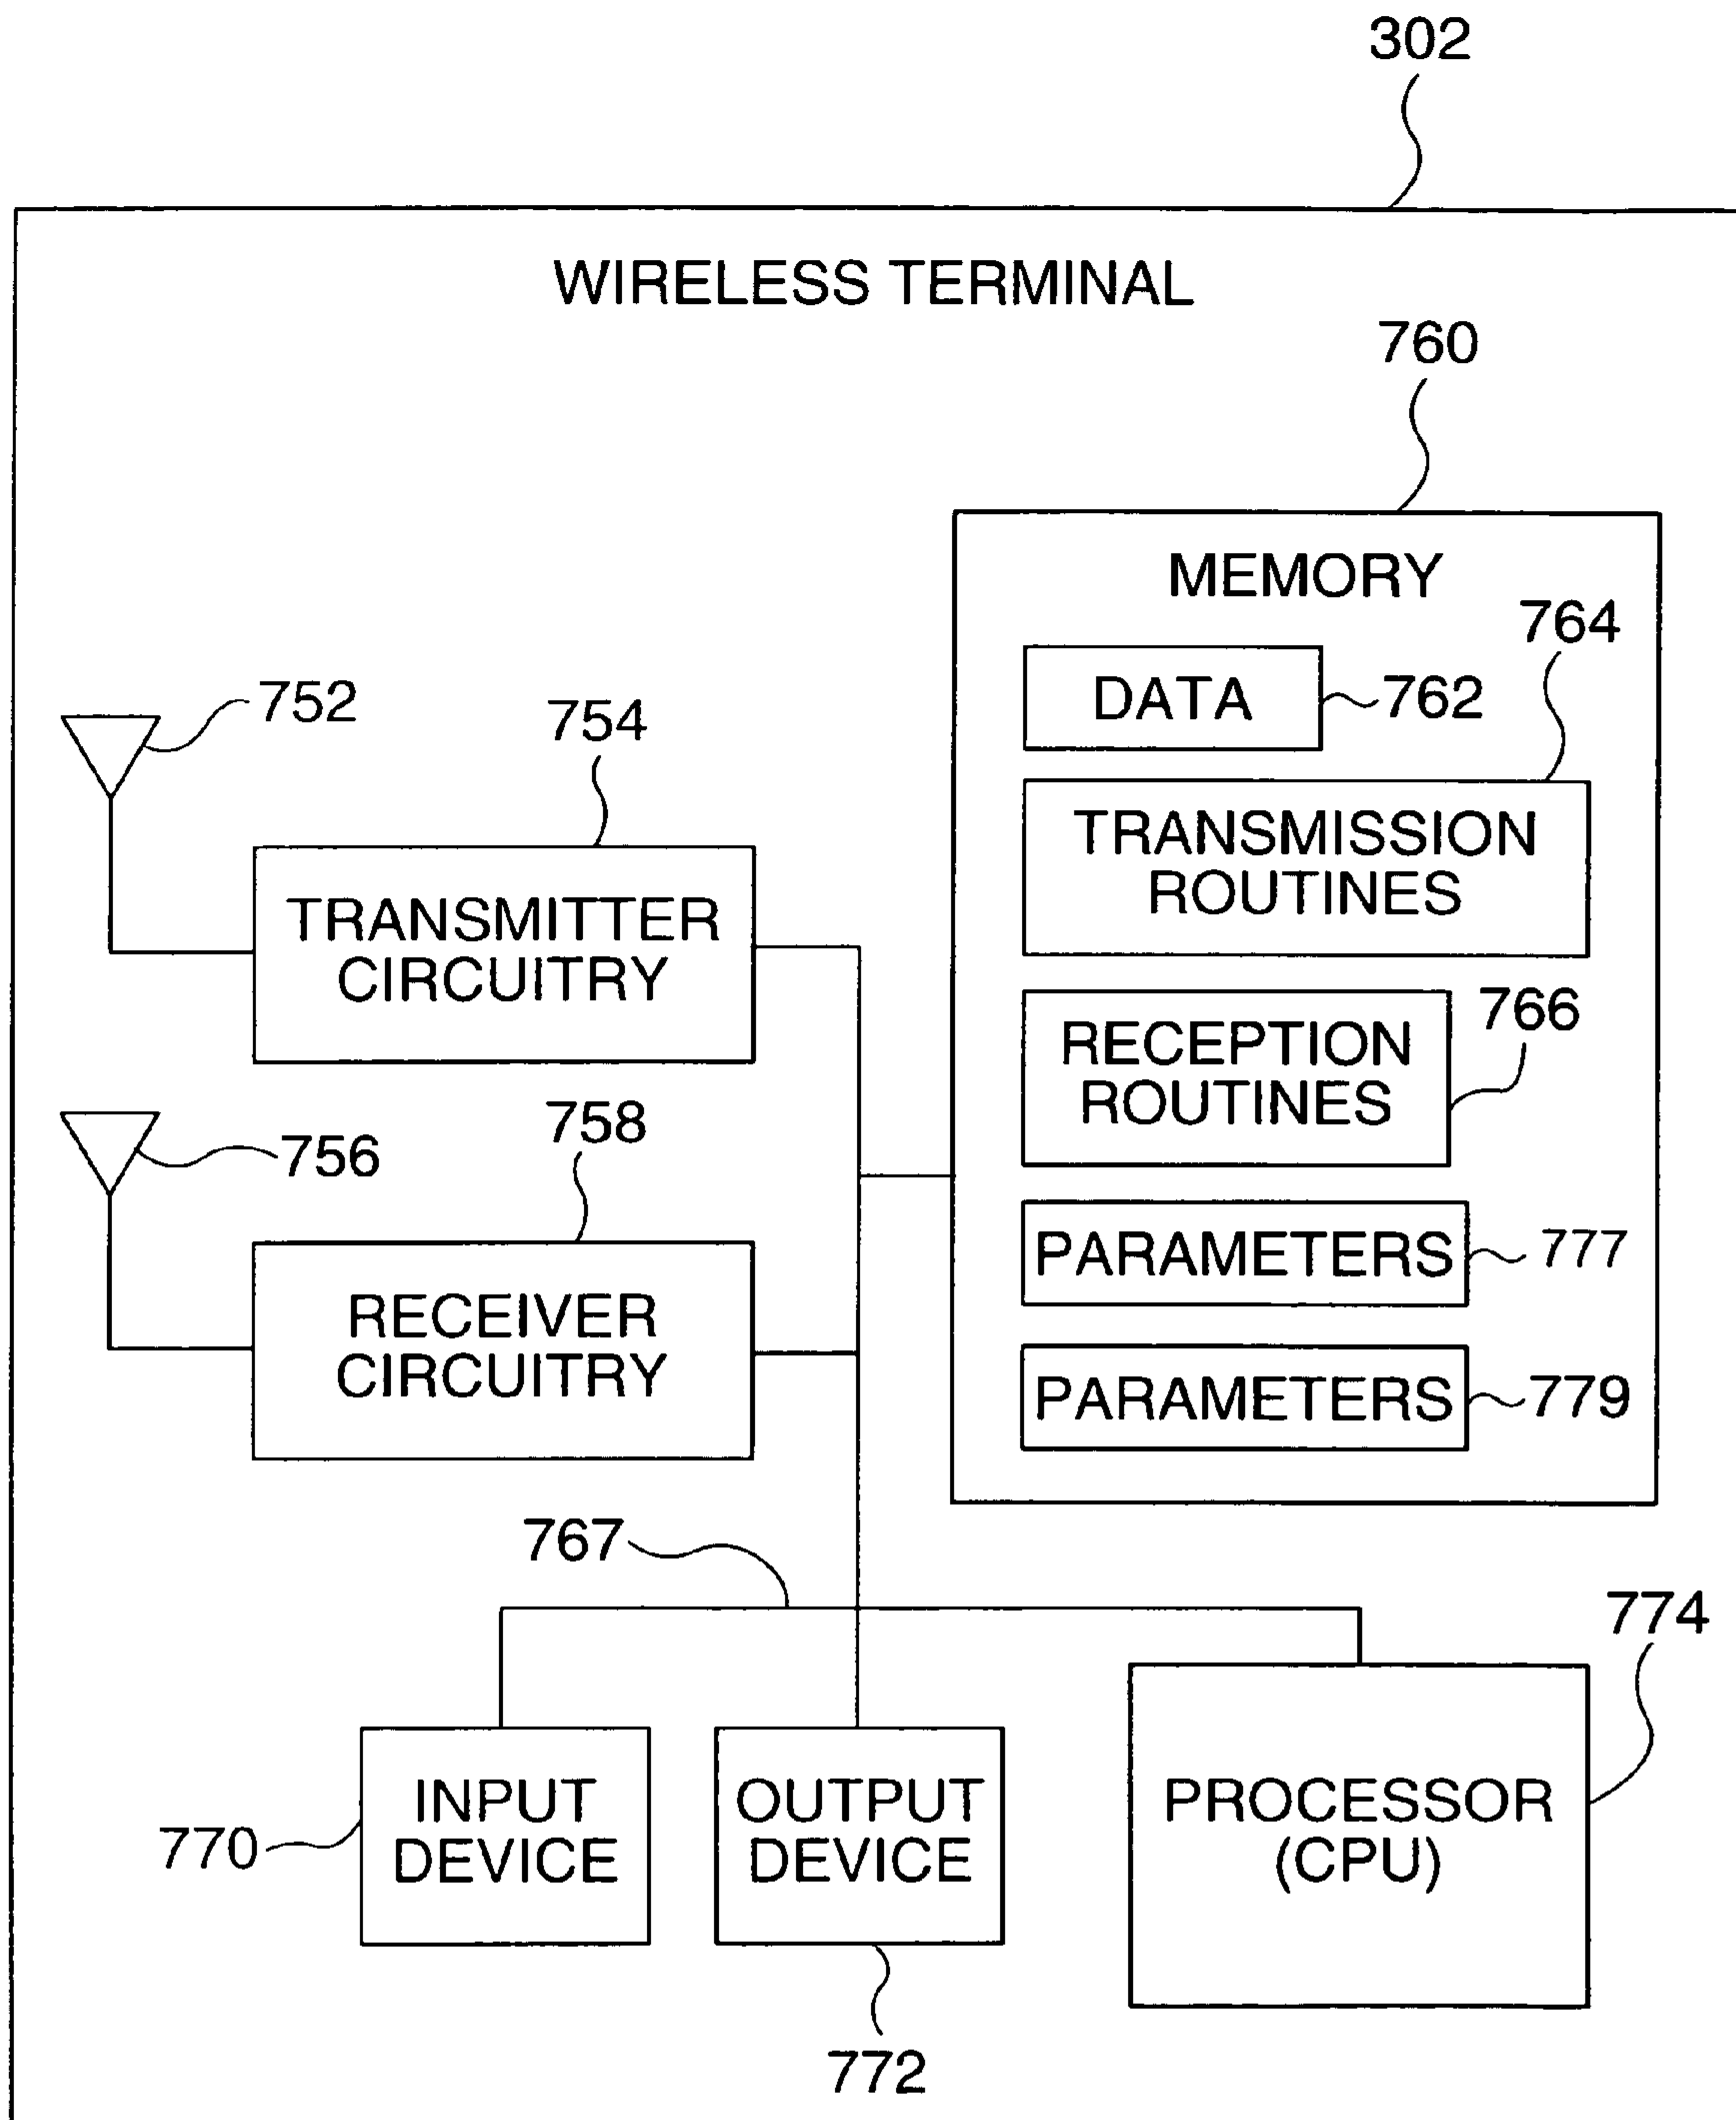 302
WIRELESS TERMINAL
760
MEMORY
764
DATA
762
752
754
TRANSMISSION
ROUTINES
TRANSMITTER
CIRCUITRY
766
RECEPTION
ROUTINES
756
758
PARAMETERS
777
RECEIVER
CIRCUITRY
PARAMETERS
779
767
774
770
INPUT
DEVICE
OUTPUT
DEVICE
PROCESSOR
(CPU)
772